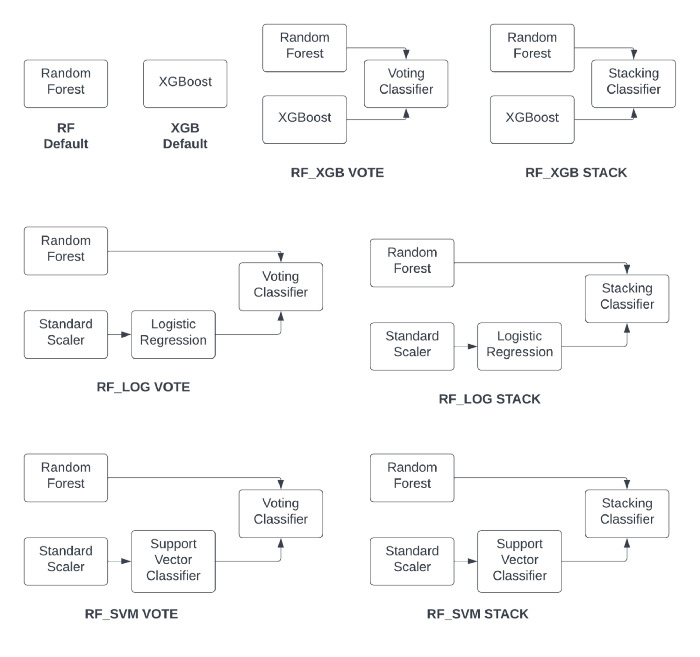 Random
Forest
RF
Default
XGBoost
XGB
Default
Random
Forest
XGBoost
Voting
Classifier
RF_XGB VOTE
Random
Forest
XGBoost
Stacking
Classifier
RF_XGB STACK
Random
Forest
Standard
Scaler
Logistic
Regression
Voting
Classifier
RF_LOG VOTE
Random
Forest
Standard
Scaler
Logistic
Regression
Stacking
Classifier
RF_LOG STACK
Random
Forest
Standard
Scaler
Support
Vector
Classifier
Voting
Classifier
RF_SVM VOTE
Random
Forest
Standard
Scaler
Support
Vector
Classifier
Stacking
Classifier
RF_SVM STACK